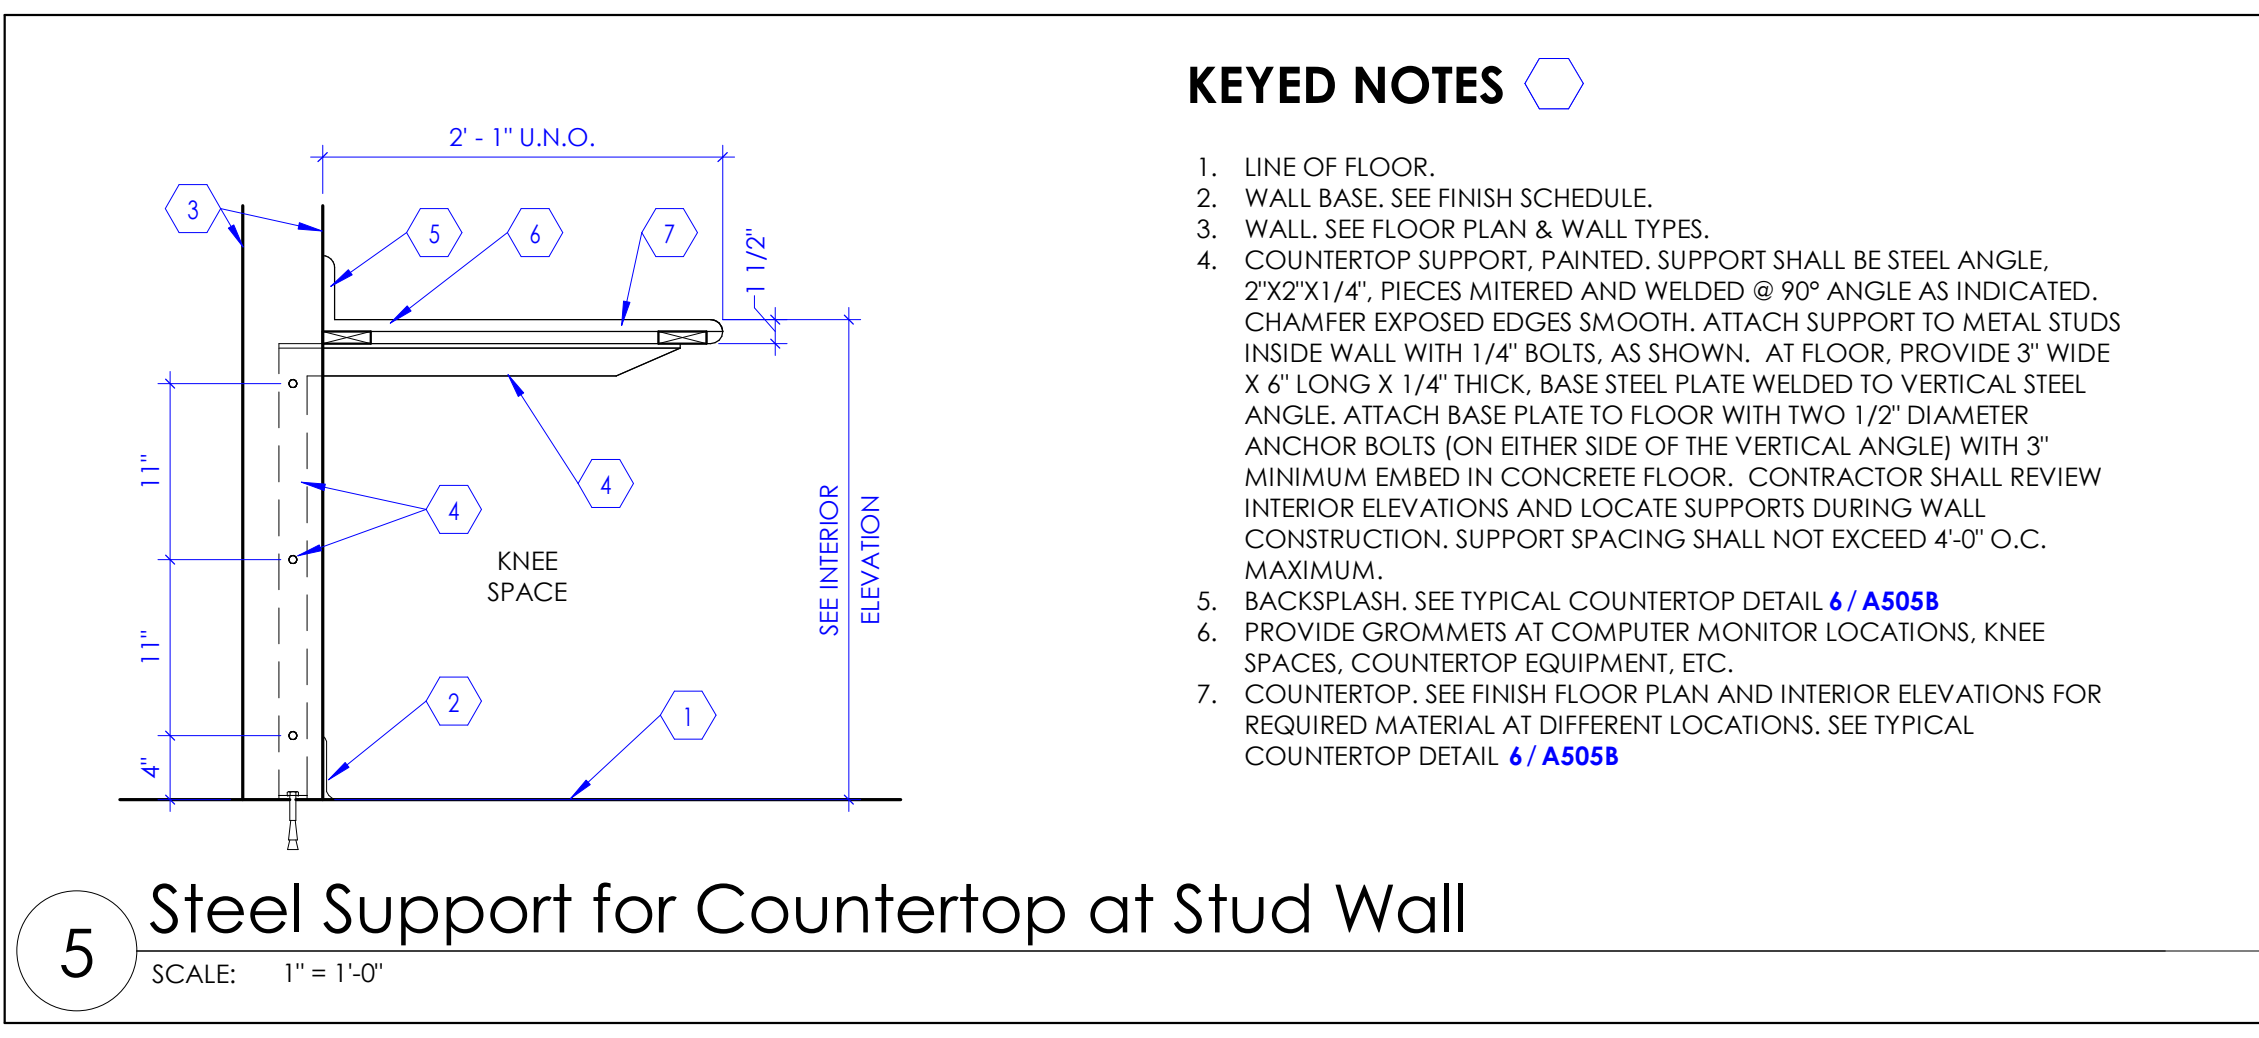 KEYED NOTES
2' - 1" U.N.O.
3
5
6
7
1 1/2"
11"
4
4
KNEE
SPACE
SEE INTERIOR
ELEVATION
11"
2
1
4"
1. LINE OF FLOOR.
2. WALL BASE. SEE FINISH SCHEDULE.
3. WALL. SEE FLOOR PLAN & WALL TYPES.
4. COUNTERTOP SUPPORT, PAINTED. SUPPORT SHALL BE STEEL ANGLE,
2"X2"X1/4", PIECES MITERED AND WELDED @ 90° ANGLE AS INDICATED.
CHAMFER EXPOSED EDGES SMOOTH. ATTACH SUPPORT TO METAL STUDS
INSIDE WALL WITH 1/4" BOLTS, AS SHOWN. AT FLOOR, PROVIDE 3" WIDE
X 6" LONG X 1/4" THICK, BASE STEEL PLATE WELDED TO VERTICAL STEEL
ANGLE. ATTACH BASE PLATE TO FLOOR WITH TWO 1/2" DIAMETER
ANCHOR BOLTS (ON EITHER SIDE OF THE VERTICAL ANGLE) WITH 3"
MINIMUM EMBED IN CONCRETE FLOOR. CONTRACTOR SHALL REVIEW
INTERIOR ELEVATIONS AND LOCATE SUPPORTS DURING WALL
CONSTRUCTION. SUPPORT SPACING SHALL NOT EXCEED 4'-0" O.C.
MAXIMUM.
5. BACKSPLASH. SEE TYPICAL COUNTERTOP DETAIL 6 / A505B
6. PROVIDE GROMMETS AT COMPUTER MONITOR LOCATIONS, KNEE
SPACES, COUNTERTOP EQUIPMENT, ETC.
7. COUNTERTOP. SEE FINISH FLOOR PLAN AND INTERIOR ELEVATIONS FOR
REQUIRED MATERIAL AT DIFFERENT LOCATIONS. SEE TYPICAL
COUNTERTOP DETAIL 6 / A505B
5
Steel Support for Countertop at Stud Wall
SCALE: 1" = 1'-0"